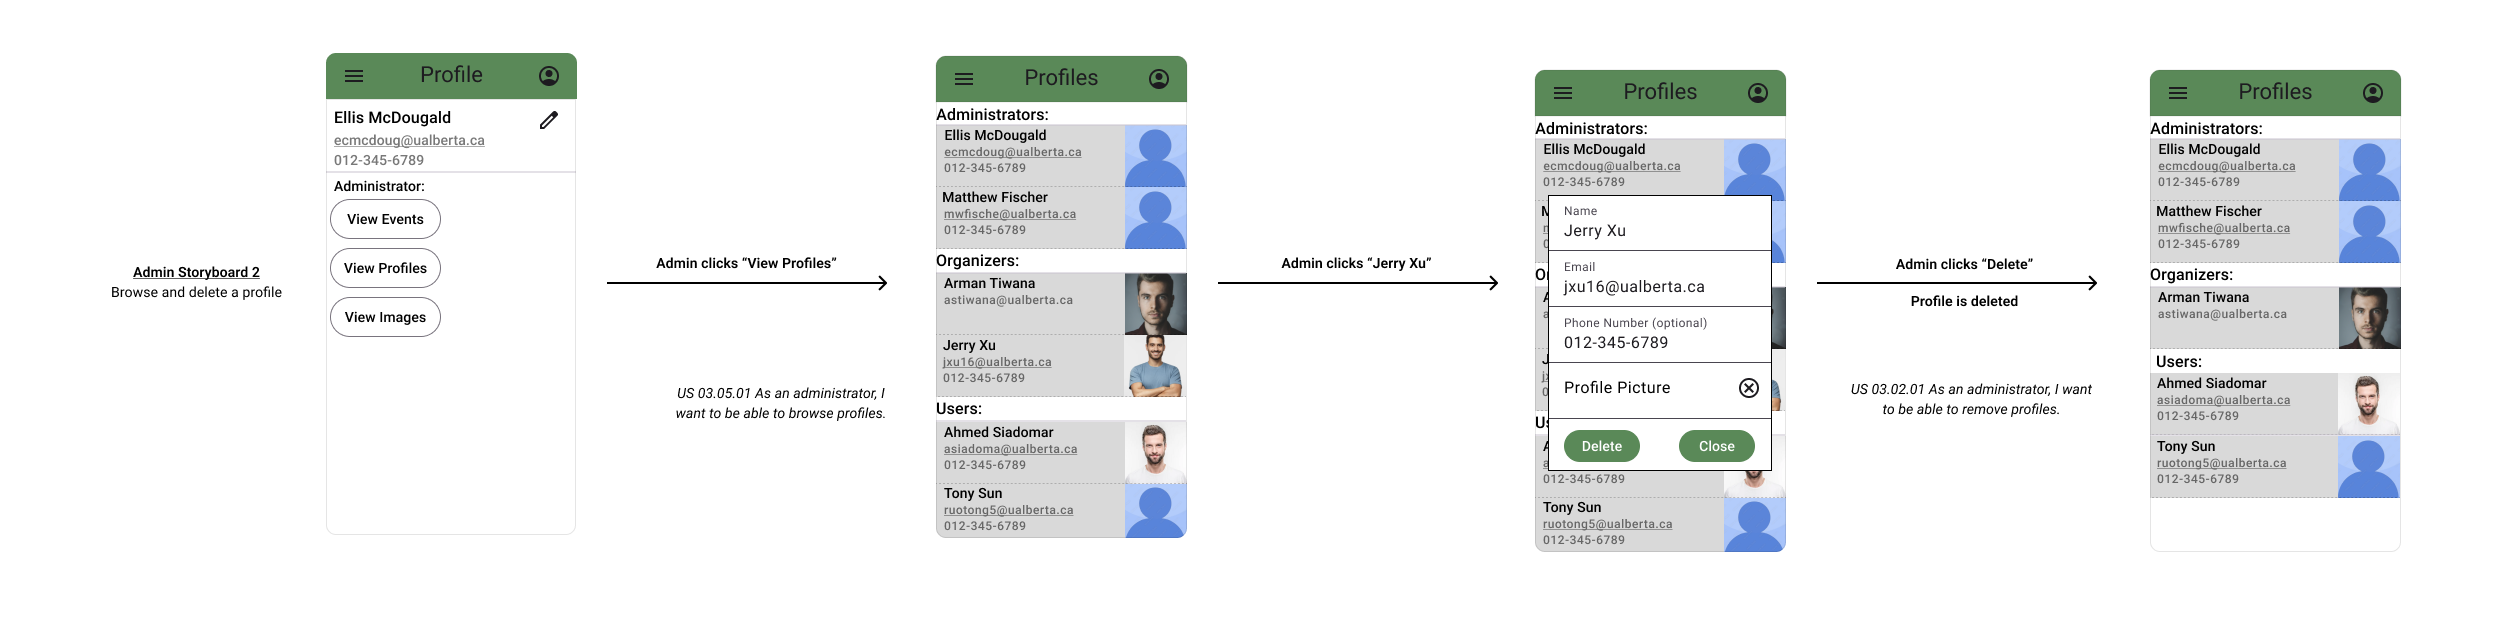 Admin Storyboard 2
Browse and delete a profile
Profile
Ellis McDougald
ecmcdoug@ualberta.ca
012-345-6789
Administrator:
View Events
View Profiles
View Images
Admin clicks “View Profiles”
US 03.05.01 As an administrator, I
want to be able to browse profiles.
Profiles
Administrators:
Ellis McDougald
ecmcdoug@ualberta.ca
012-345-6789
Matthew Fischer
mwfische@ualberta.ca
012-345-6789
Organizers:
Arman Tiwana
astiwana@ualberta.ca
Jerry Xu
jxu16@ualberta.ca
012-345-6789
Users:
Ahmed Siadomar
asiadoma@ualberta.ca
012-345-6789
Tony Sun
ruotong5@ualberta.ca
012-345-6789
Admin clicks “Jerry Xu”
Profiles
Administrators:
Ellis McDougald
ecmcdoug@ualberta.ca
012-345-6789
Name
Jerry Xu
Email
jxu16@ualberta.ca
Phone Number (optional)
012-345-6789
Profile Picture
Delete
Close
012-345-6789
Tony Sun
ruotong5@ualberta.ca
012-345-6789
Admin clicks “Delete”
Profile is deleted
US 03.02.01 As an administrator, I want
to be able to remove profiles.
Profiles
Administrators:
Ellis McDougald
ecmcdoug@ualberta.ca
012-345-6789
Matthew Fischer
mwfische@ualberta.ca
012-345-6789
Organizers:
Arman Tiwana
astiwana@ualberta.ca
Users:
Ahmed Siadomar
asiadoma@ualberta.ca
012-345-6789
Tony Sun
ruotong5@ualberta.ca
012-345-6789